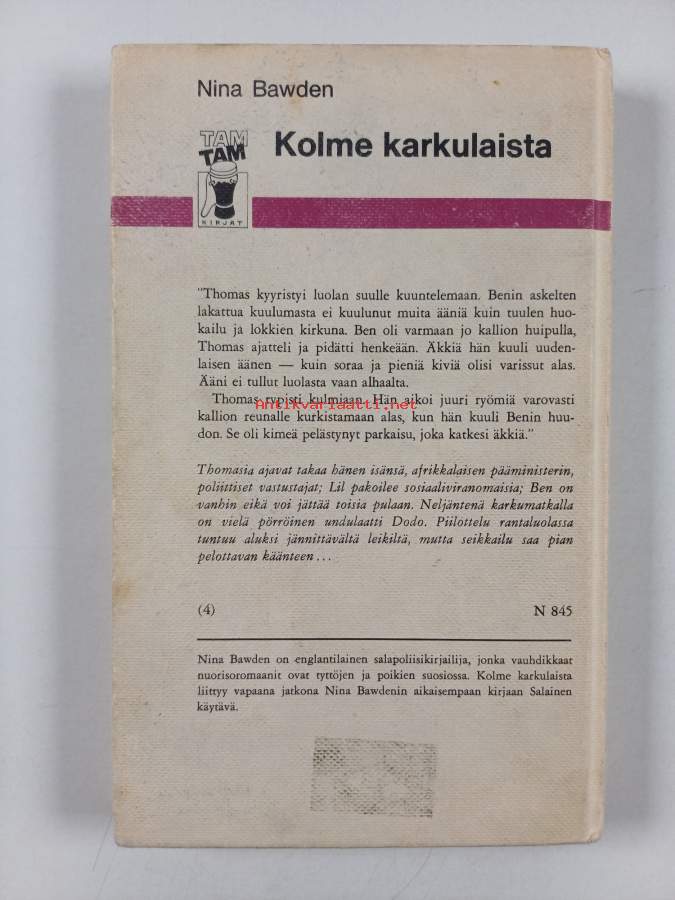 Nina Bawden
TAM
TAM
KIRJAT
Kolme karkulaista
"Thomas kyyristyi luolan suulle kuuntelemaan. Benin askelten
lakattua kuulumasta ei kuulunut muita ääniä kuin tuulen huo-
kailu ja lokkien kirkuna. Ben oli varmaan jo kallion huipulla,
Thomas ajatteli ja pidätti henkeään. Äkkiä hän kuuli uuden-
laisen äänen — kuin soraa ja pieniä kiviä olisi varissut alas.
Ääni ei tullut luolasta vaan alhaalta.
Thomas rypisti kulmiaan. Hän aikoi juuri ryömiä varovasti
Antikvariaatti.net
kallion reunalle kurkistamaan alas, kun hän kuuli Benin huu-
don. Se oli kimeä pelästynyt parkaisu, joka katkesi äkkiä."
Thomasia ajavat takaa hänen isänsä, afrikkalaisen pääministerin,
poliittiset vastustajat; Lil pakoilee sosiaaliviranomaisia; Ben on
vanhin eikä voi jättää toisia pulaan. Neljäntenä karkumatkalla
on vielä pörröinen undulaatti Dodo. Piilottelu rantaluolassa
tuntuu aluksi jännittävältä leikiltä, mutta seikkailu saa pian
pelottavan käänteen...
(4) N 845
Nina Bawden on englantilainen salapoliisikirjailija, jonka vauhdikkaat
nuorisoromaanit ovat tyttöjen ja poikien suosiossa. Kolme karkulaista
liittyy vapaana jatkona Nina Bawdenin aikaisempaan kirjaan Salainen
käytävä.